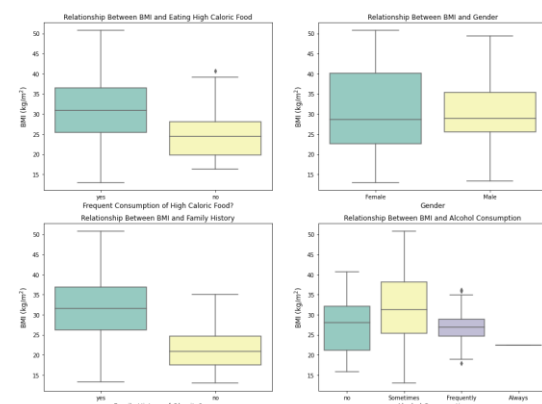 Relationship Between BMI and Eating High Caloric Food
BMI (kg/m²)
50
45
40
35
30
25
20
15
yes
no
Frequent Consumption of High Caloric Food?
Relationship Between BMI and Gender
BMI (kg/m²)
50
45
40
35
30
25
20
15
Female
Male
Gender
Relationship Between BMI and Family History
BMI (kg/m²)
50
45
40
35
30
25
20
15
yes
no
Relationship Between BMI and Alcohol Consumption
BMI (kg/m²)
50
45
40
35
30
25
20
15
no
Sometimes
Frequently
Always